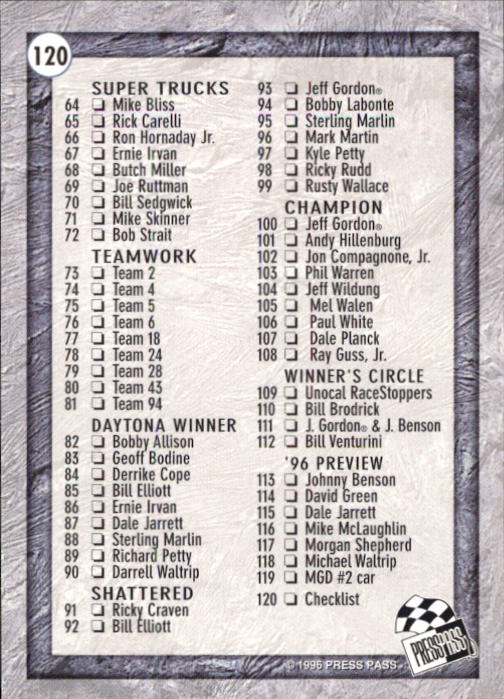 120
SUPER TRUCKS
64 ❏ Mike Bliss
65 ❏ Rick Carelli
66 ❏ Ron Hornaday Jr.
67 ❏ Ernie Irvan
68 ❏ Butch Miller
69 ❏ Joe Ruttman
70 ❏ Bill Sedgwick
71 ❏ Mike Skinner
72 ❏ Bob Strait
TEAMWORK
73 ❏ Team 2
74 ❏ Team 4
75 ❏ Team 5
76 ❏ Team 6
77 ❏ Team 18
78 ❏ Team 24
79 ❏ Team 28
80 ❏ Team 43
81 ❏ Team 94
DAYTONA WINNER
82 ❏ Bobby Allison
83 ❏ Geoff Bodine
84 ❏ Derrike Cope
85 ❏ Bill Elliott
86 ❏ Ernie Irvan
87 ❏ Dale Jarrett
88 ❏ Sterling Marlin
89 ❏ Richard Petty
90 ❏ Darrell Waltrip
SHATTERED
91 ❏ Ricky Craven
92 ❏ Bill Elliott
93 ❏ Jeff Gordon®
94 ❏ Bobby Labonte
95 ❏ Sterling Marlin
96 ❏ Mark Martin
97 ❏ Kyle Petty
98 ❏ Ricky Rudd
99 ❏ Rusty Wallace
CHAMPION
100 ❏ Jeff Gordon®
101 ❏ Andy Hillenburg
102 ❏ Jon Compagnone, Jr.
103 ❏ Phil Warren
104 ❏ Jeff Wildung
105 ❏ Mel Walen
106 ❏ Paul White
107 ❏ Dale Planck
108 ❏ Ray Guss, Jr.
WINNER'S CIRCLE
109 ❏ Unocal RaceStoppers
110 ❏ Bill Brodrick
111 ❏ J. Gordon® & J. Benson
112 ❏ Bill Venturini
'96 PREVIEW
113 ❏ Johnny Benson
114 ❏ David Green
115 ❏ Dale Jarrett
116 ❏ Mike McLaughlin
117 ❏ Morgan Shepherd
118 ❏ Michael Waltrip
119 ❏ MGD #2 car
120 ❏ Checklist
PRESS PASS
© 1996 PRESS PASS